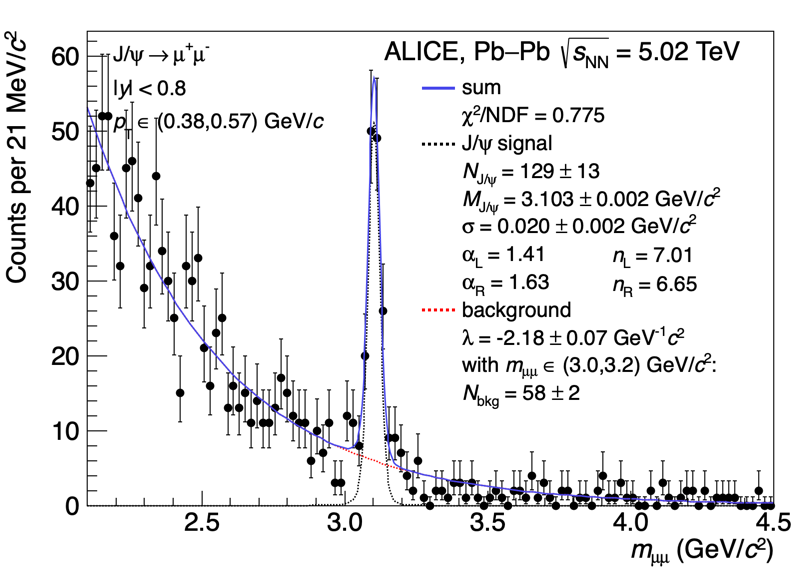 J/ψ → μ⁺μ⁻
|y| < 0.8
p_T ∈ (0.38,0.57) GeV/c
ALICE, Pb–Pb √s_NN = 5.02 TeV
sum
χ²/NDF = 0.775
J/ψ signal
N_J/ψ = 129 ± 13
M_J/ψ = 3.103 ± 0.002 GeV/c²
σ = 0.020 ± 0.002 GeV/c²
α_L = 1.41 n_L = 7.01
α_R = 1.63 n_R = 6.65
background
λ = -2.18 ± 0.07 GeV⁻¹c²
with m_μμ ∈ (3.0,3.2) GeV/c²:
N_bkg = 58 ± 2
Counts per 21 MeV/c²
60
50
40
30
20
10
0
2.5 3.0 3.5 4.0 4.5
m_μμ (GeV/c²)